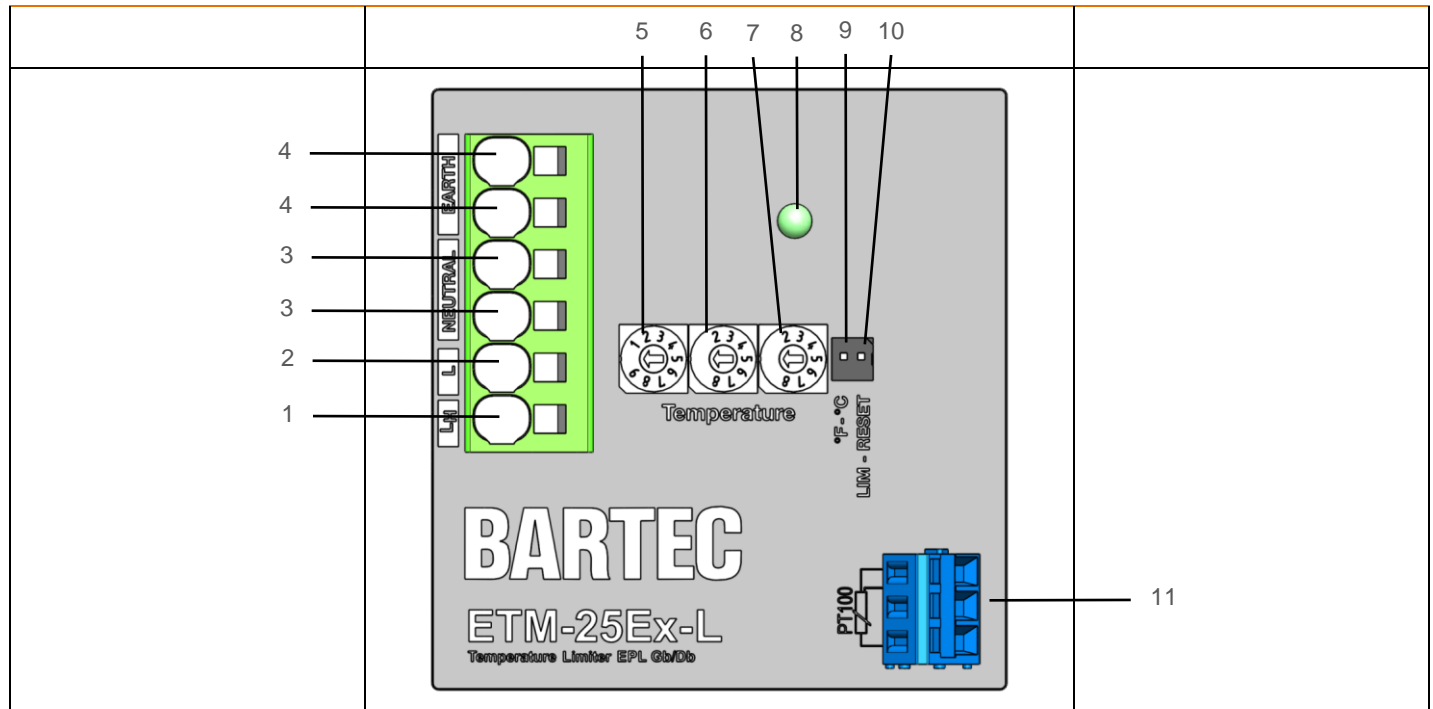 5 6 7 8 9 10
4
4
3
3
2
1
EARTH
NEUTRAL
L
LH
1 2 3 4 5 6 7 8 9
2 3 4 5 6 7 8
2 3 4 5 6 7 8
Temperature
°F - °C
LIM - RESET
BARTEC
ETM-25Ex-L
Temperature Limiter EPL Gb/Db
PT100
11